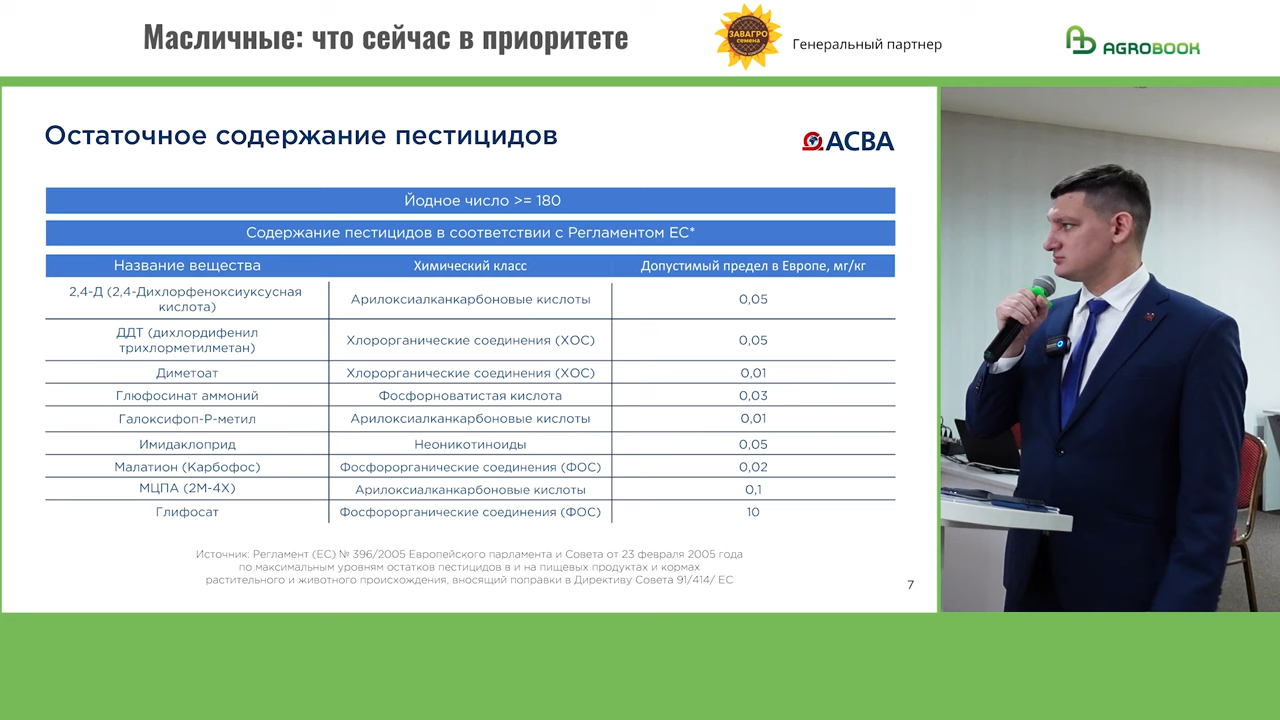 Масличные: что сейчас в приоритете
ЗАВАГРО
семена
Генеральный партнер
AGROBOOK
Остаточное содержание пестицидов
АСВА
Йодное число >= 180
Содержание пестицидов в соответствии с Регламентом ЕС*
Название вещества Химический класс Допустимый предел в Европе, мг/кг
2,4-Д (2,4-Дихлорфеноксиуксусная
кислота) Арилоксиалканкарбоновые кислоты 0,05
ДДТ (дихлордифенил
трихлорметилметан) Хлорорганические соединения (ХОС) 0,05
Диметоат Хлорорганические соединения (ХОС) 0,01
Глюфосинат аммоний Фосфорноватистая кислота 0,03
Галоксифоп-Р-метил Арилоксиалканкарбоновые кислоты 0,01
Имидаклоприд Неоникотиноиды 0,05
Малатион (Карбофос) Фосфорорганические соединения (ФОС) 0,02
МЦПА (2М-4Х) Арилоксиалканкарбоновые кислоты 0,1
Глифосат Фосфорорганические соединения (ФОС) 10
Источник: Регламент (ЕС) № 396/2005 Европейского парламента и Совета от 23 февраля 2005 года
по максимальным уровням остатков пестицидов в и на пищевых продуктах и кормах
растительного и животного происхождения, вносящий поправки в Директиву Совета 91/414/ ЕС
7